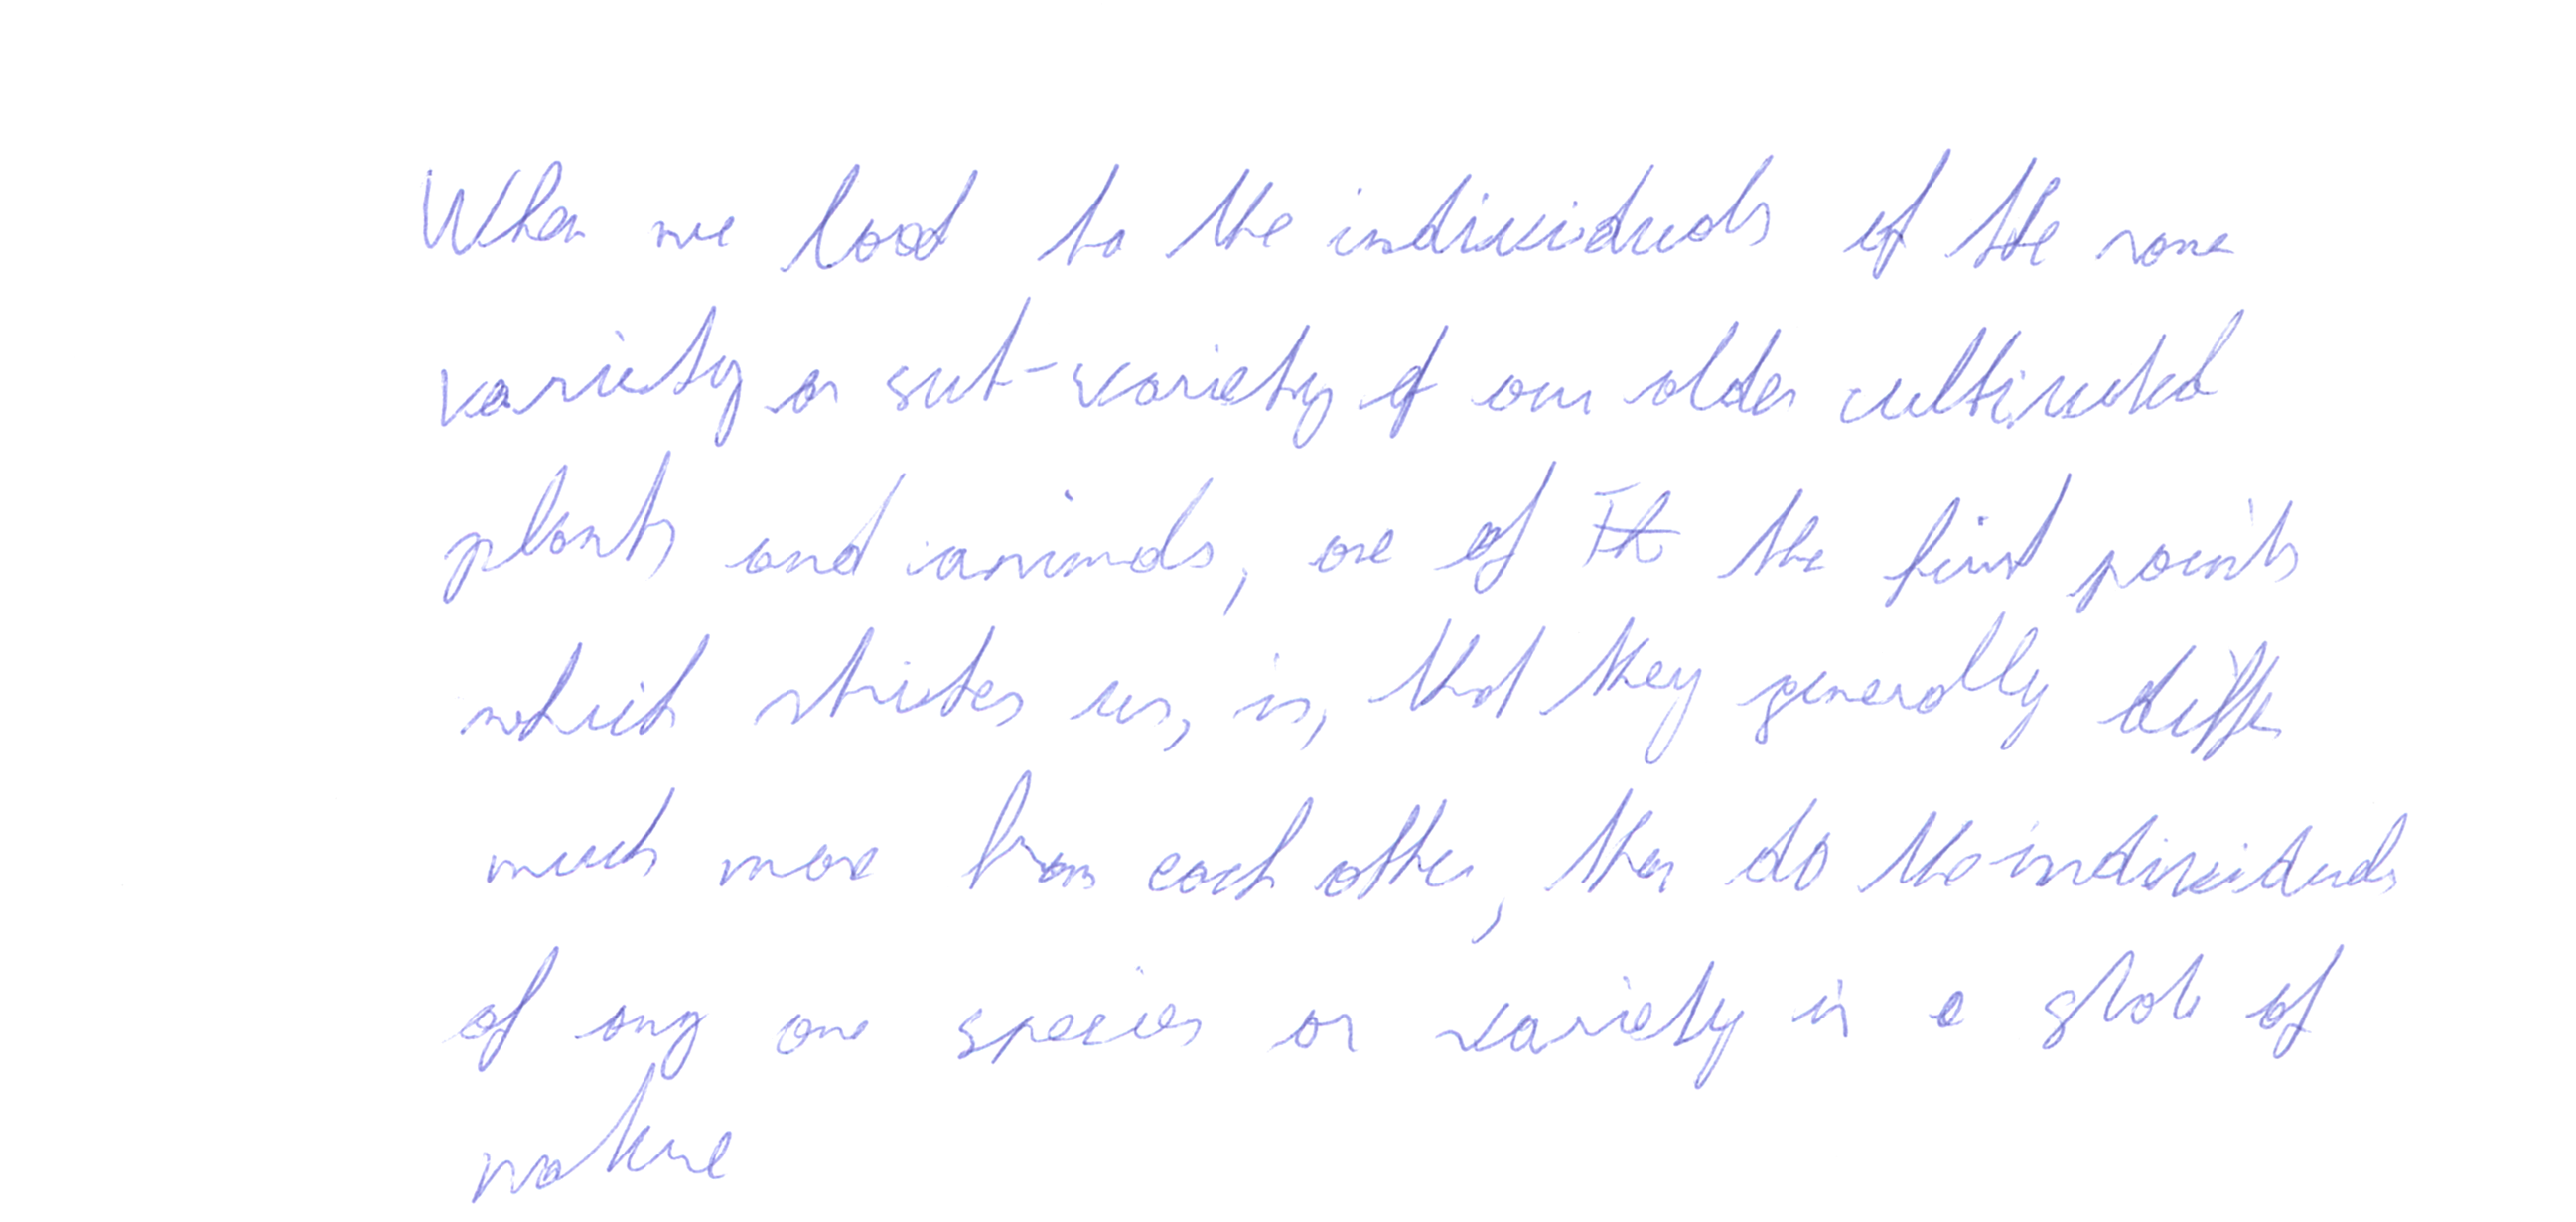 When we look to the individuals of the same
variety or sub-variety of our older cultivated
plants and animals, one of the first points
which strikes us, is, that they generally differ
much more from each other, than do the individuals
of any one species or variety in a state of
nature